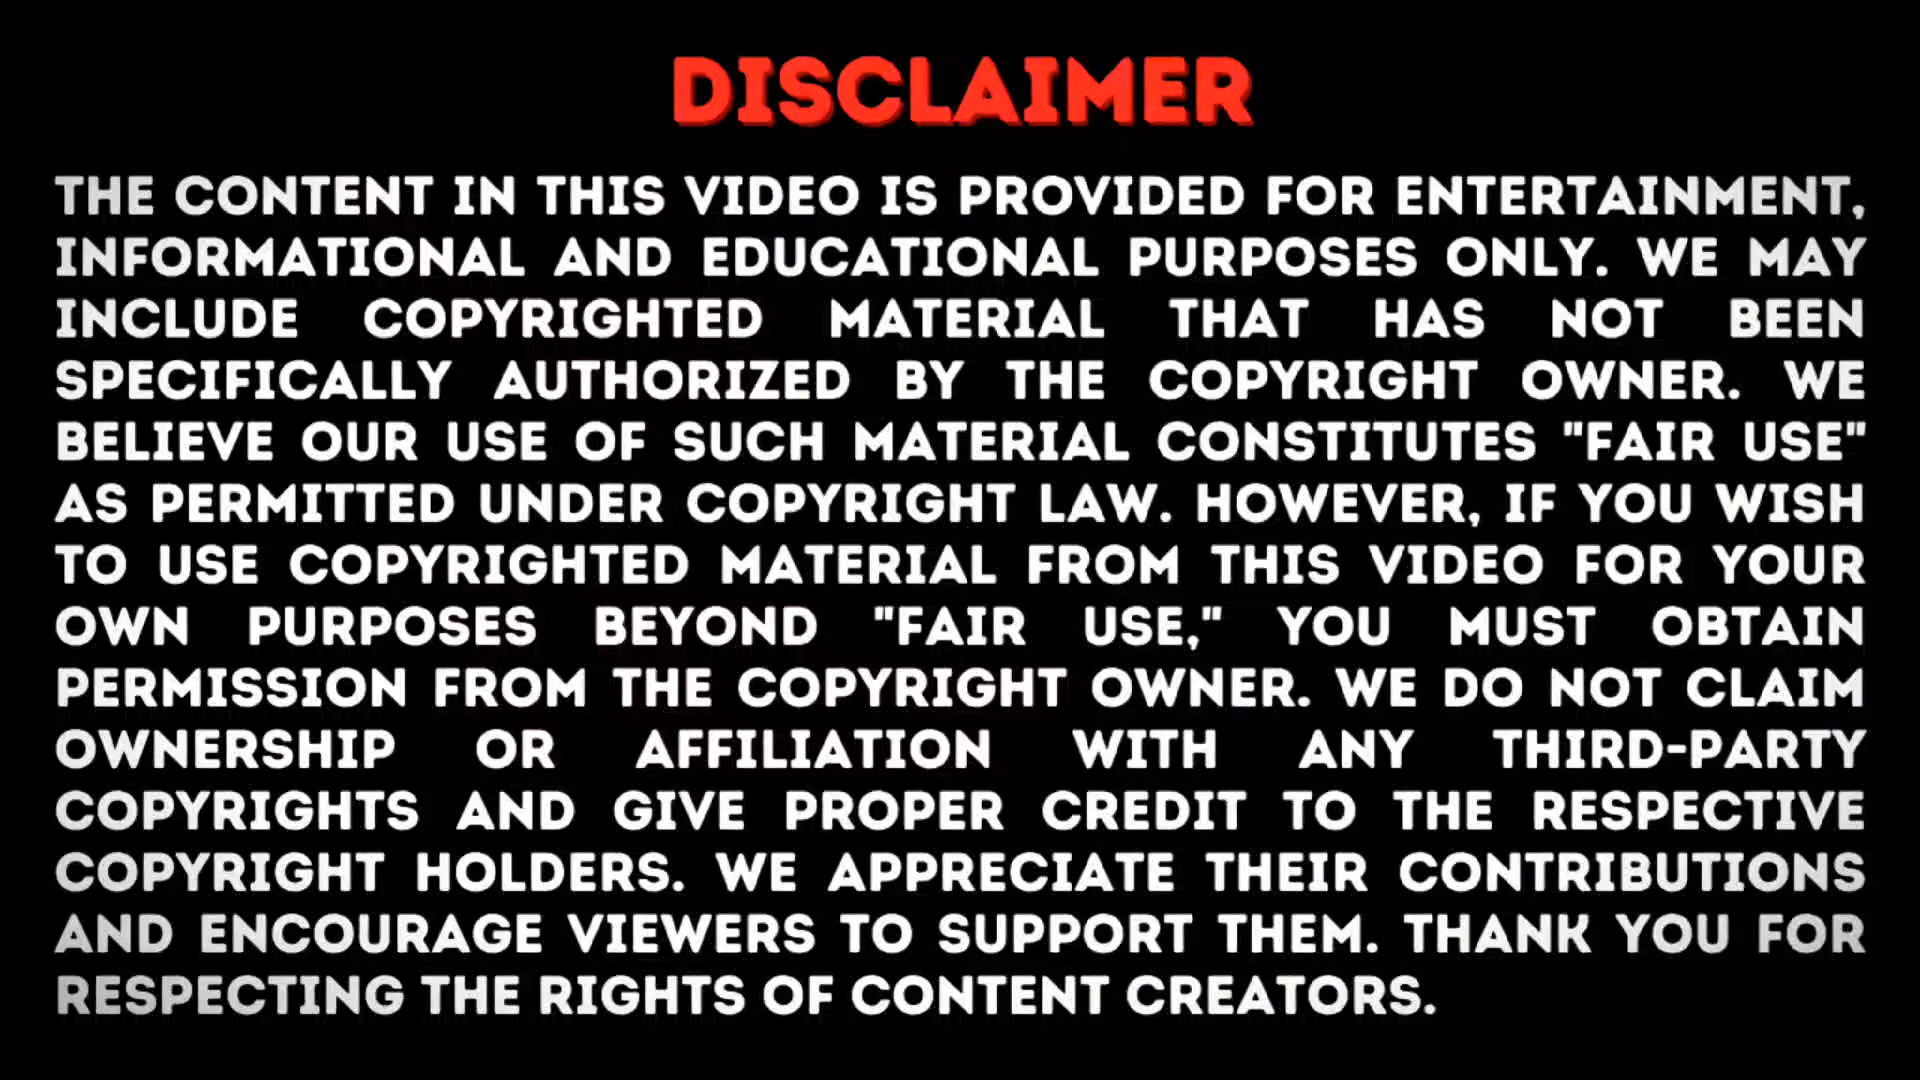 DISCLAIMER
THE CONTENT IN THIS VIDEO IS PROVIDED FOR ENTERTAINMENT,
INFORMATIONAL AND EDUCATIONAL PURPOSES ONLY. WE MAY
INCLUDE COPYRIGHTED MATERIAL THAT HAS NOT BEEN
SPECIFICALLY AUTHORIZED BY THE COPYRIGHT OWNER. WE
BELIEVE OUR USE OF SUCH MATERIAL CONSTITUTES "FAIR USE"
AS PERMITTED UNDER COPYRIGHT LAW. HOWEVER, IF YOU WISH
TO USE COPYRIGHTED MATERIAL FROM THIS VIDEO FOR YOUR
OWN PURPOSES BEYOND "FAIR USE," YOU MUST OBTAIN
PERMISSION FROM THE COPYRIGHT OWNER. WE DO NOT CLAIM
OWNERSHIP OR AFFILIATION WITH ANY THIRD-PARTY
COPYRIGHTS AND GIVE PROPER CREDIT TO THE RESPECTIVE
COPYRIGHT HOLDERS. WE APPRECIATE THEIR CONTRIBUTIONS
AND ENCOURAGE VIEWERS TO SUPPORT THEM. THANK YOU FOR
RESPECTING THE RIGHTS OF CONTENT CREATORS.